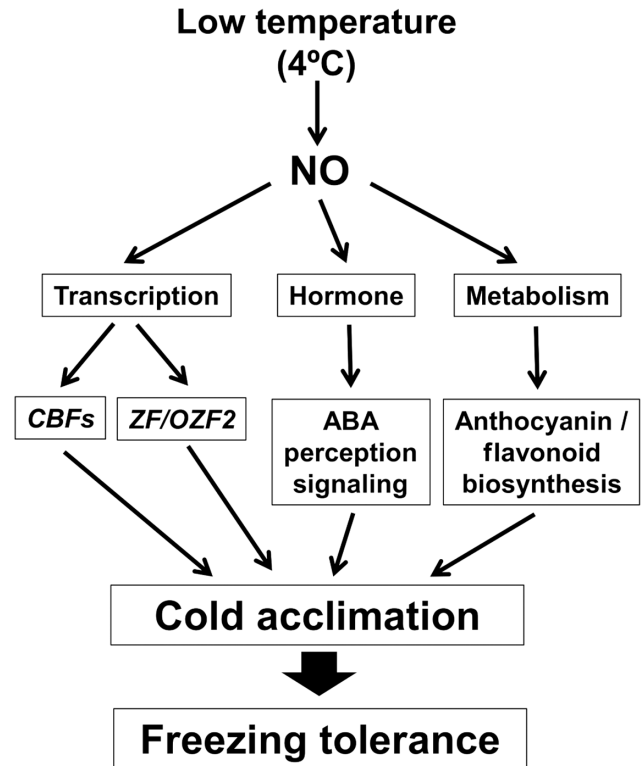 Low temperature
(4ºC)
NO
Transcription
Hormone
Metabolism
CBFs
ZF/OZF2
ABA
perception
signaling
Anthocyanin /
flavonoid
biosynthesis
Cold acclimation
Freezing tolerance